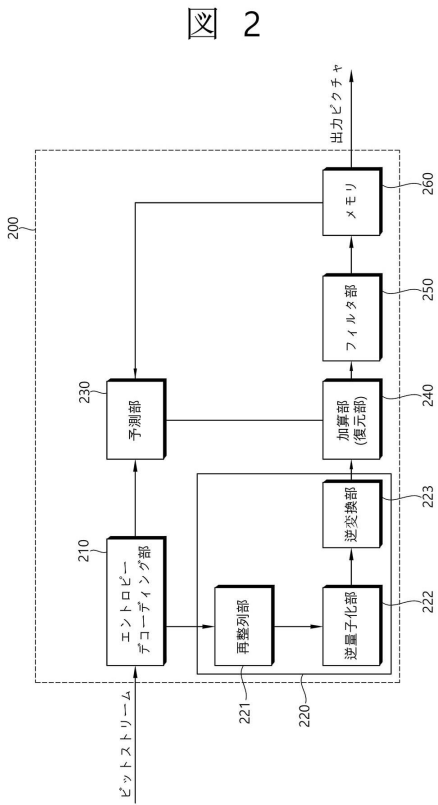 図 2
200
ビットストリーム
210
エントロピー
デコーディング部
230
予測部
220
221
再整列部
222
逆量子化部
223
逆変換部
240
加算部
(復元部)
250
フィルタ部
260
メモリ
出力ピクチャ